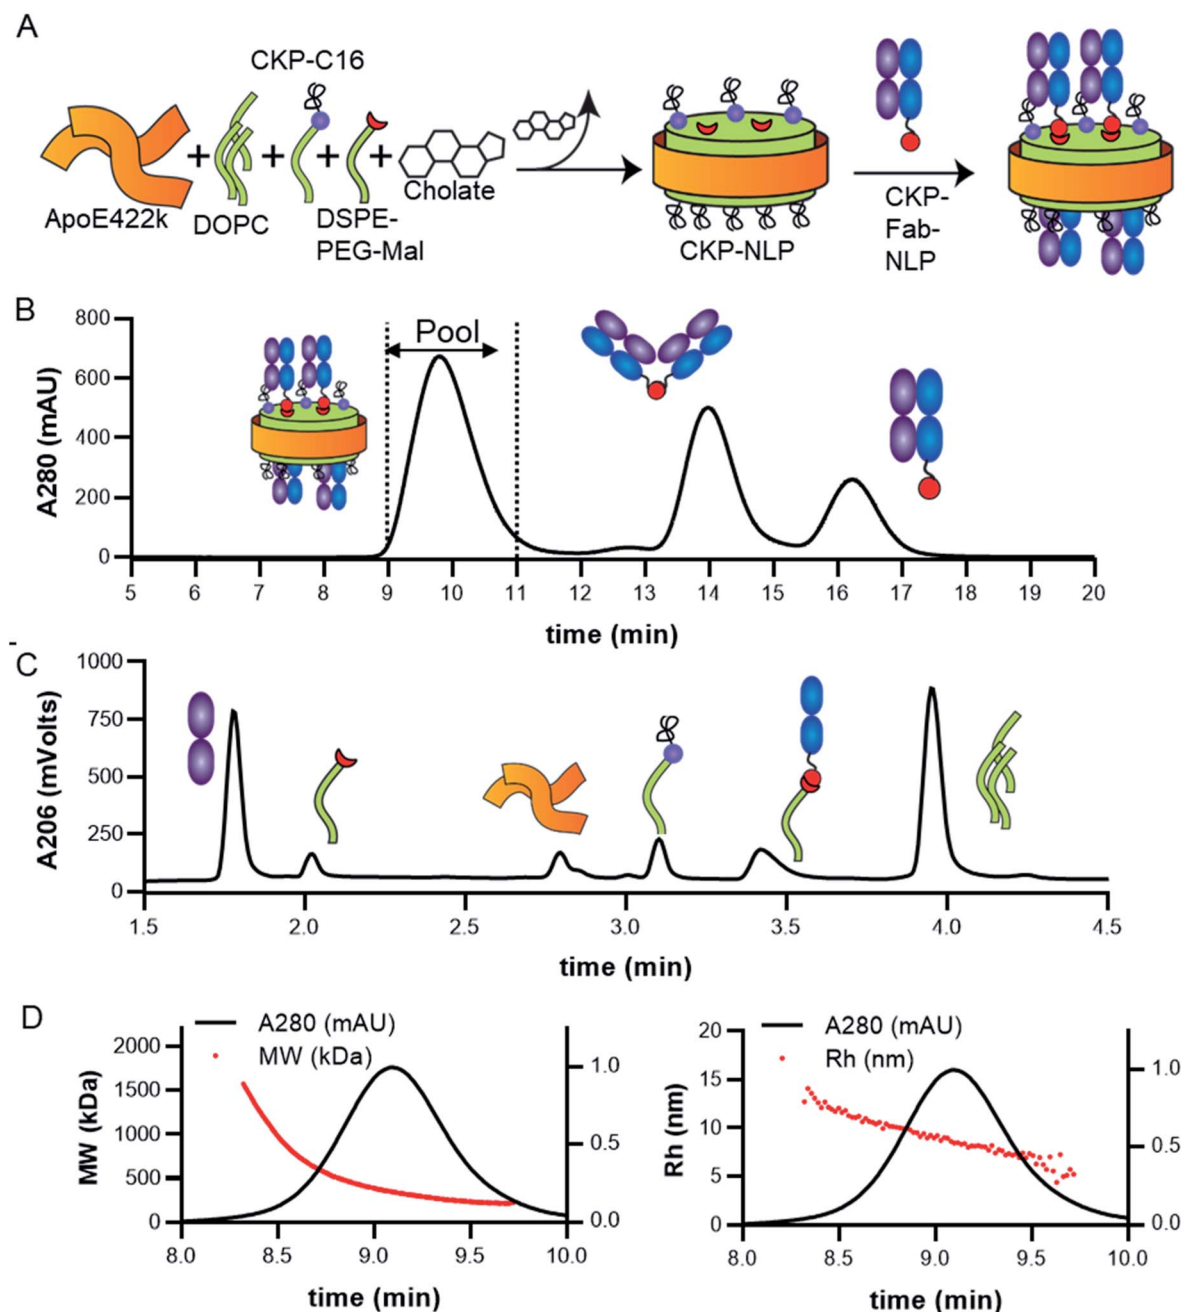 A
CKP-C16
ApoE422k
DOPC
DSPE-
PEG-Mal
Cholate
CKP-NLP
CKP-
Fab-
NLP
B
Pool
A280 (mAU)
800
600
400
200
0
5 6 7 8 9 10 11 12 13 14 15 16 17 18 19 20
time (min)
C
A206 (mVolts)
1000
750
500
250
0
1.5 2.0 2.5 3.0 3.5 4.0 4.5
time (min)
D
A280 (mAU)
MW (kDa)
MW (kDa)
2000
1500
1000
500
0
1.0
0.5
0.0
8.0 8.5 9.0 9.5 10.0
time (min)
A280 (mAU)
Rh (nm)
Rh (nm)
20
15
10
5
0
1.0
0.5
0.0
8.0 8.5 9.0 9.5 10.0
time (min)